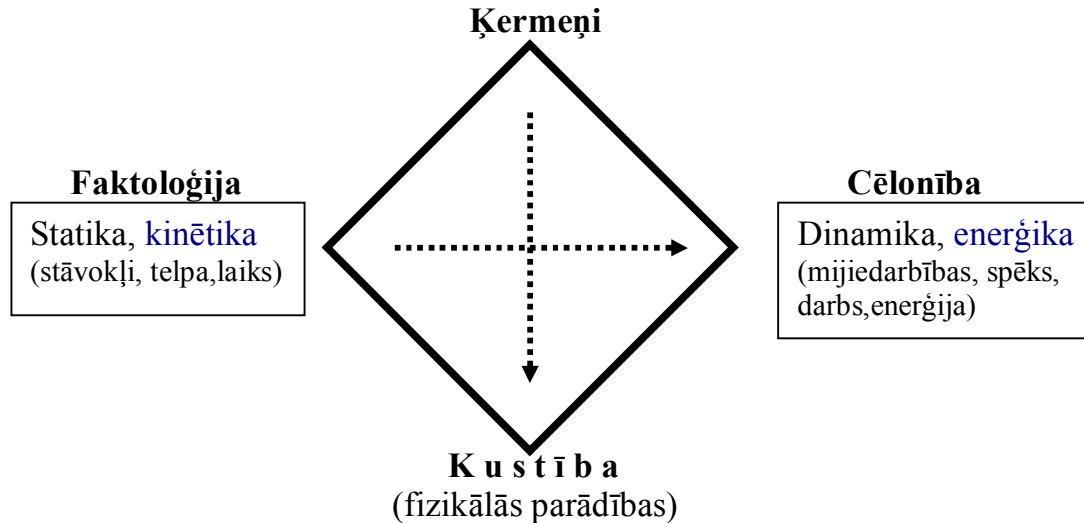 Ķermeņi
Faktoloģija
Statika, kinētika
(stāvokļi, telpa,laiks)
Cēlonība
Dinamika, enerģika
(mijiedarbības, spēks,
darbs,enerģija)
K u s t ī b a
(fizikālās parādības)